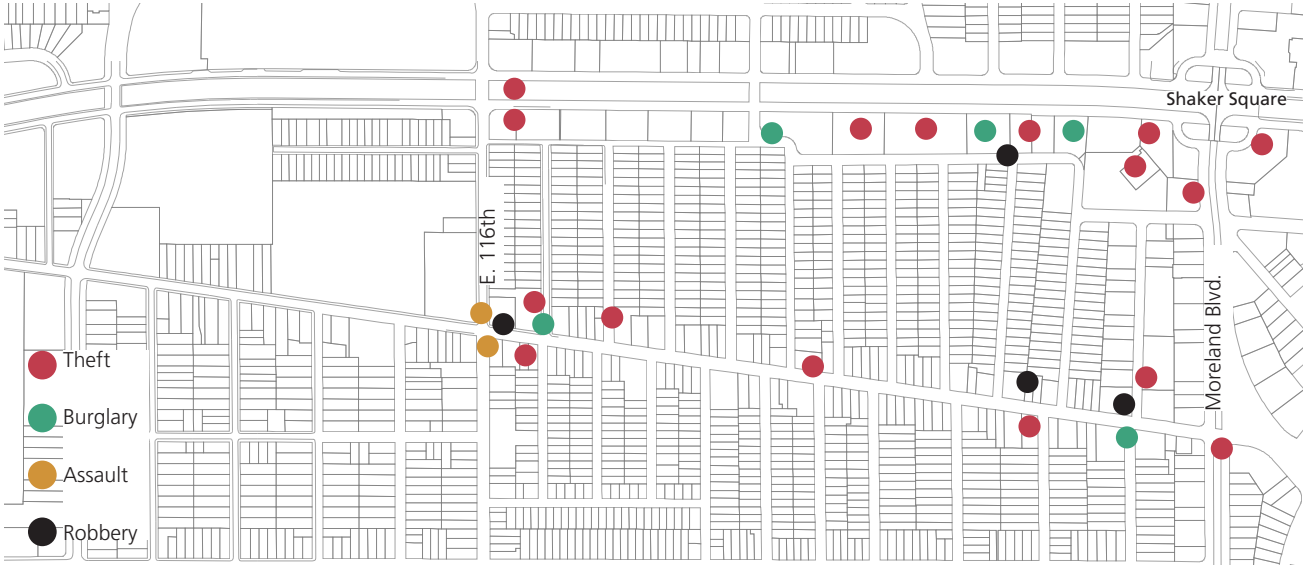 Shaker Square
E. 116th
Moreland Blvd.
Theft
Burglary
Assault
Robbery